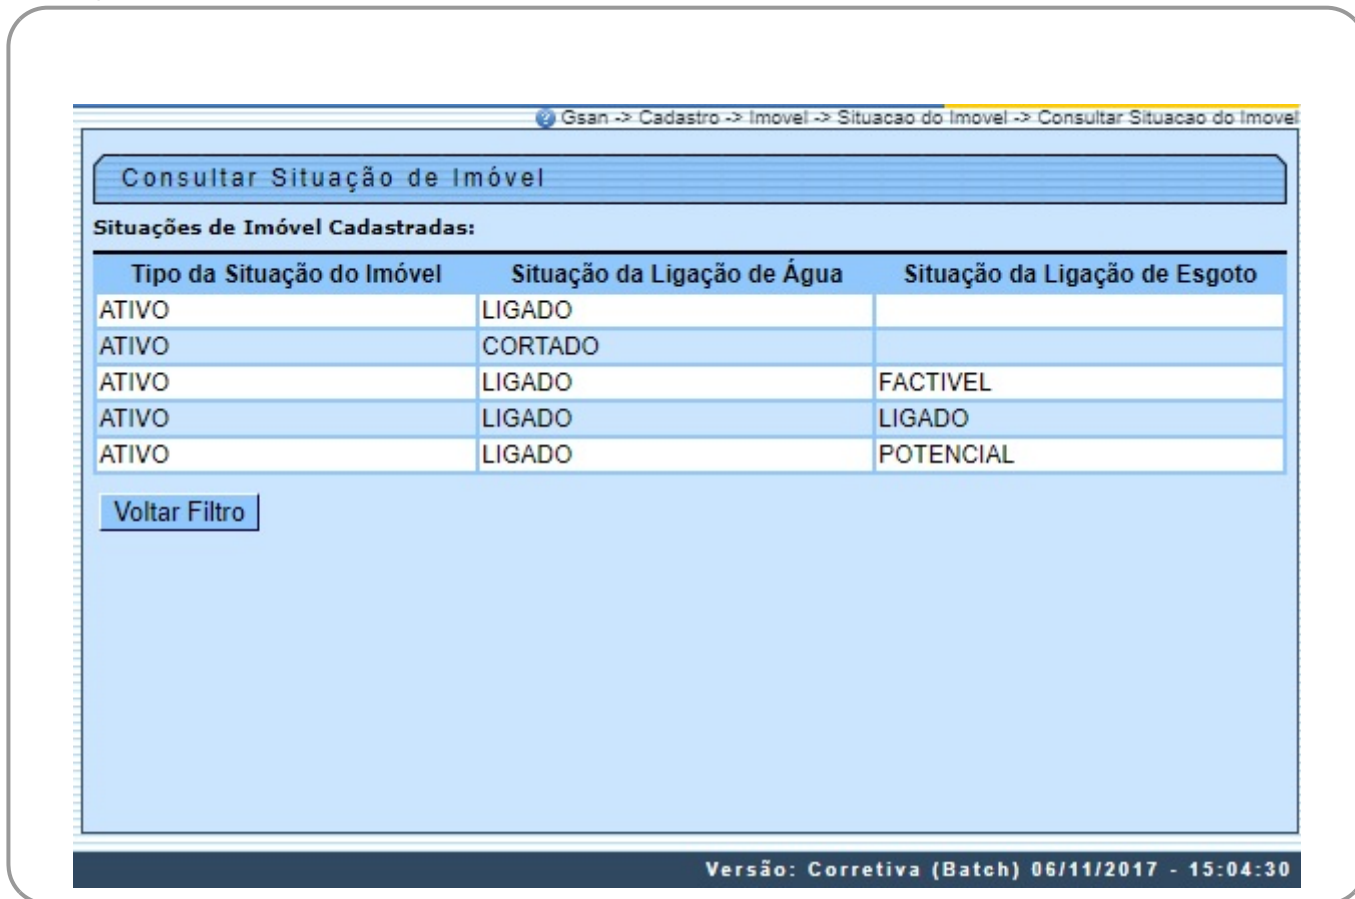 Gsan -> Cadastro -> Imovel -> Situacao do Imovel -> Consultar Situacao do Imovel
Consultar Situação de Imóvel
Situações de Imóvel Cadastradas:
Tipo da Situação do Imóvel Situação da Ligação de Água Situação da Ligação de Esgoto
ATIVO LIGADO
ATIVO CORTADO
ATIVO LIGADO FACTIVEL
ATIVO LIGADO LIGADO
ATIVO LIGADO POTENCIAL
Voltar Filtro
Versão: Corretiva (Batch) 06/11/2017 - 15:04:30